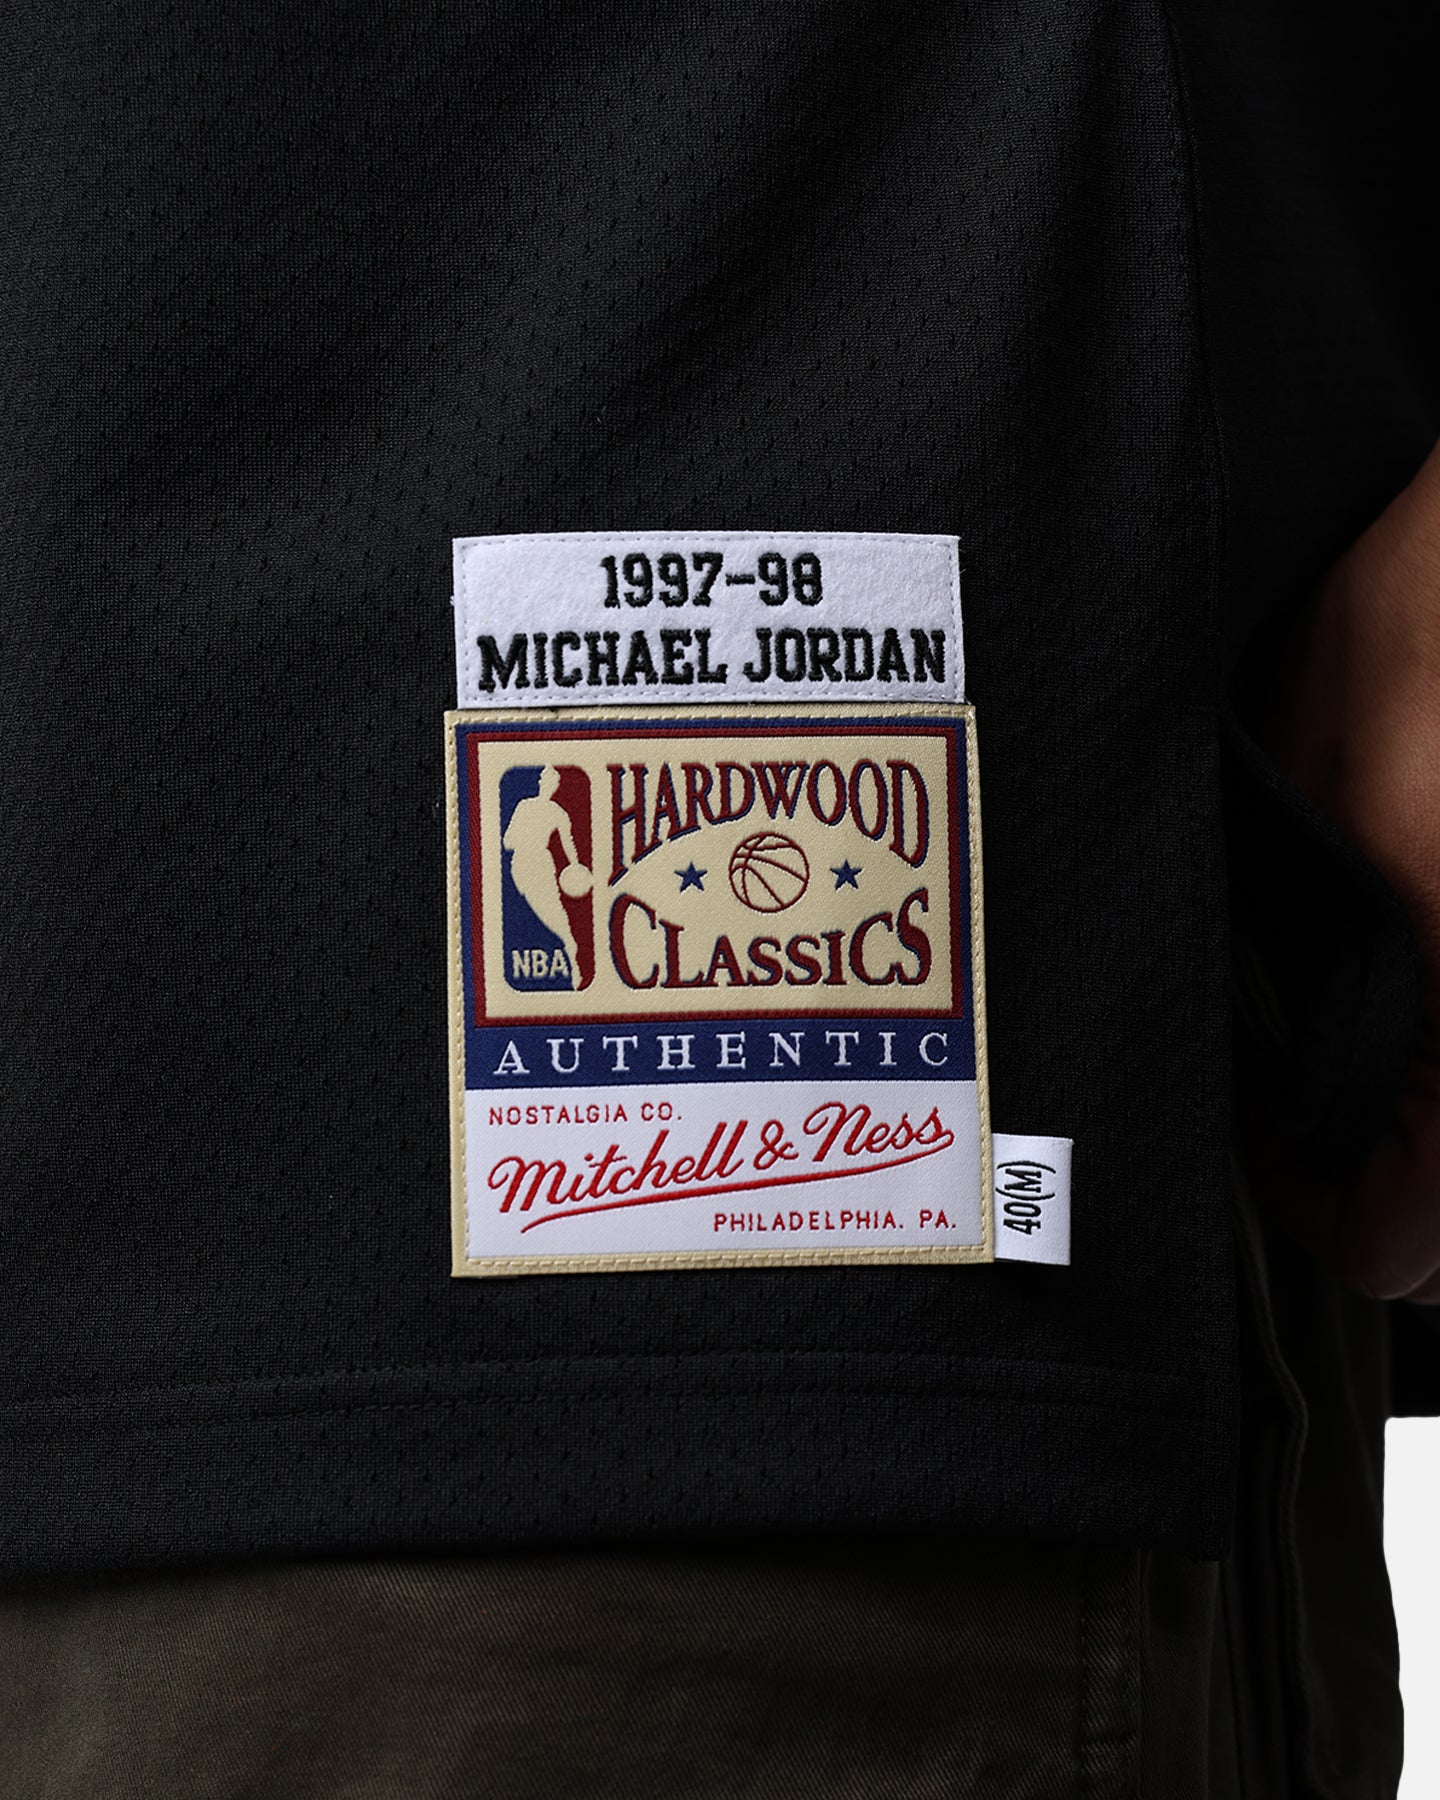 1997-98
MICHAEL JORDAN
HARDWOOD
CLASSICS
NBA
AUTHENTIC
NOSTALGIA CO.
Mitchell & Ness
PHILADELPHIA. PA.
40(M)